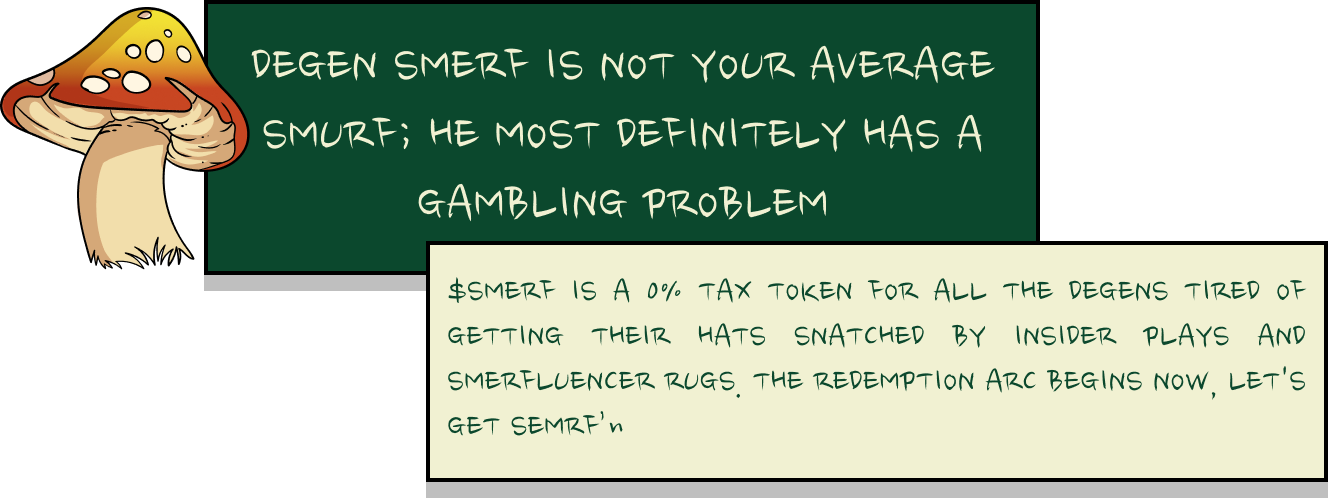 DEGEN SMERF IS NOT YOUR AVERAGE
SMURF; HE MOST DEFINITELY HAS A
GAMBLING PROBLEM
$SMERF IS A 0% TAX TOKEN FOR ALL THE DEGENS TIRED OF
GETTING THEIR HATS SNATCHED BY INSIDER PLAYS AND
SMERFLUENCER RUGS. THE REDEMPTION ARC BEGINS NOW, LET'S
GET SEMRF'n